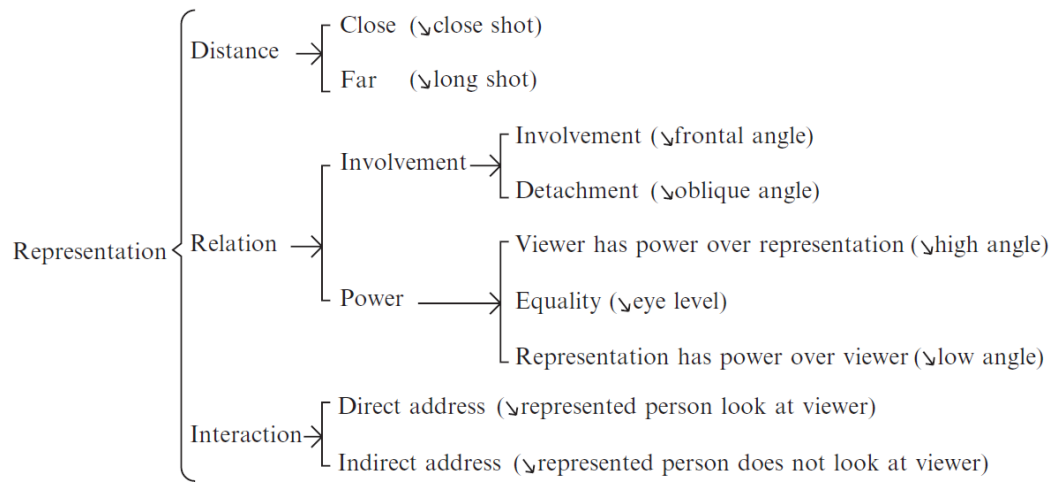 Close (↘close shot)
Distance
Far (↘long shot)
Involvement (↘frontal angle)
Involvement
Detachment (↘oblique angle)
Representation
Relation
Viewer has power over representation (↘high angle)
Power
Equality (↘eye level)
Representation has power over viewer (↘low angle)
Direct address (↘represented person look at viewer)
Interaction
Indirect address (↘represented person does not look at viewer)